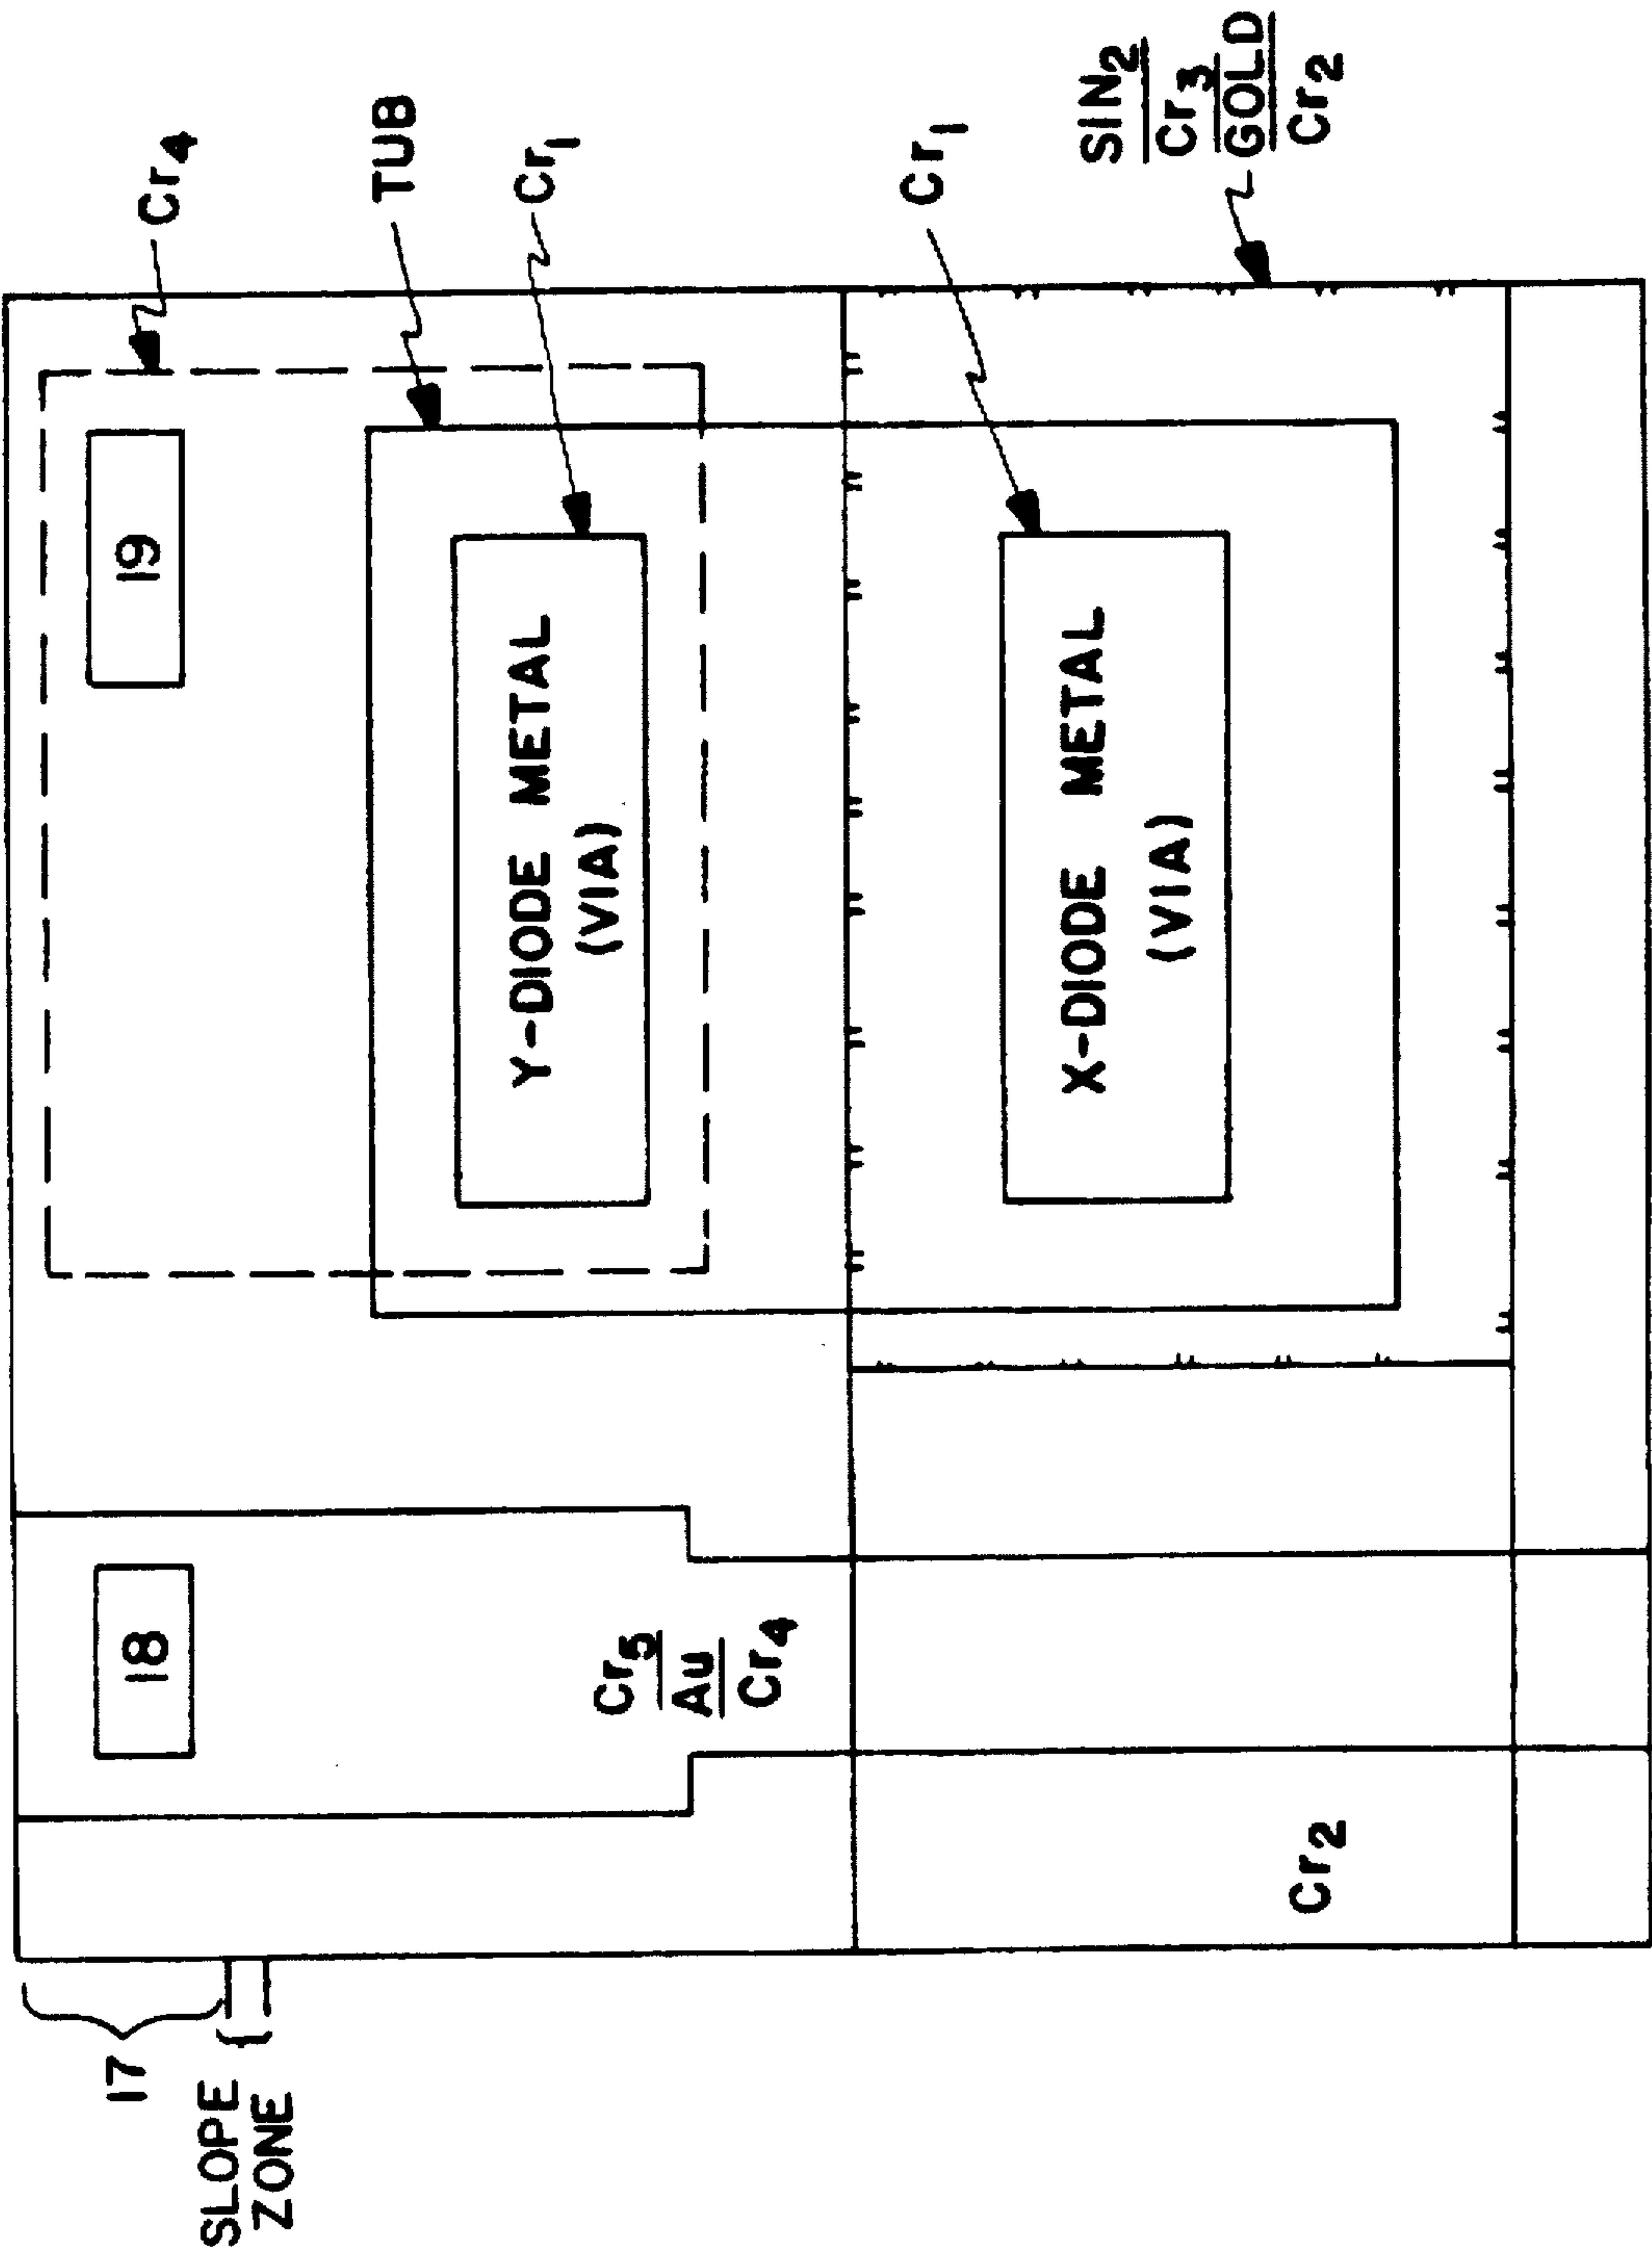 Cr4
TUB
Cr1
Cr1
SIN2
Cr3
GOLD
Cr2
19
Y-DIODE METAL
(VIA)
X-DIODE METAL
(VIA)
18
Cr5
Au
Cr4
Cr2
17
SLOPE
ZONE